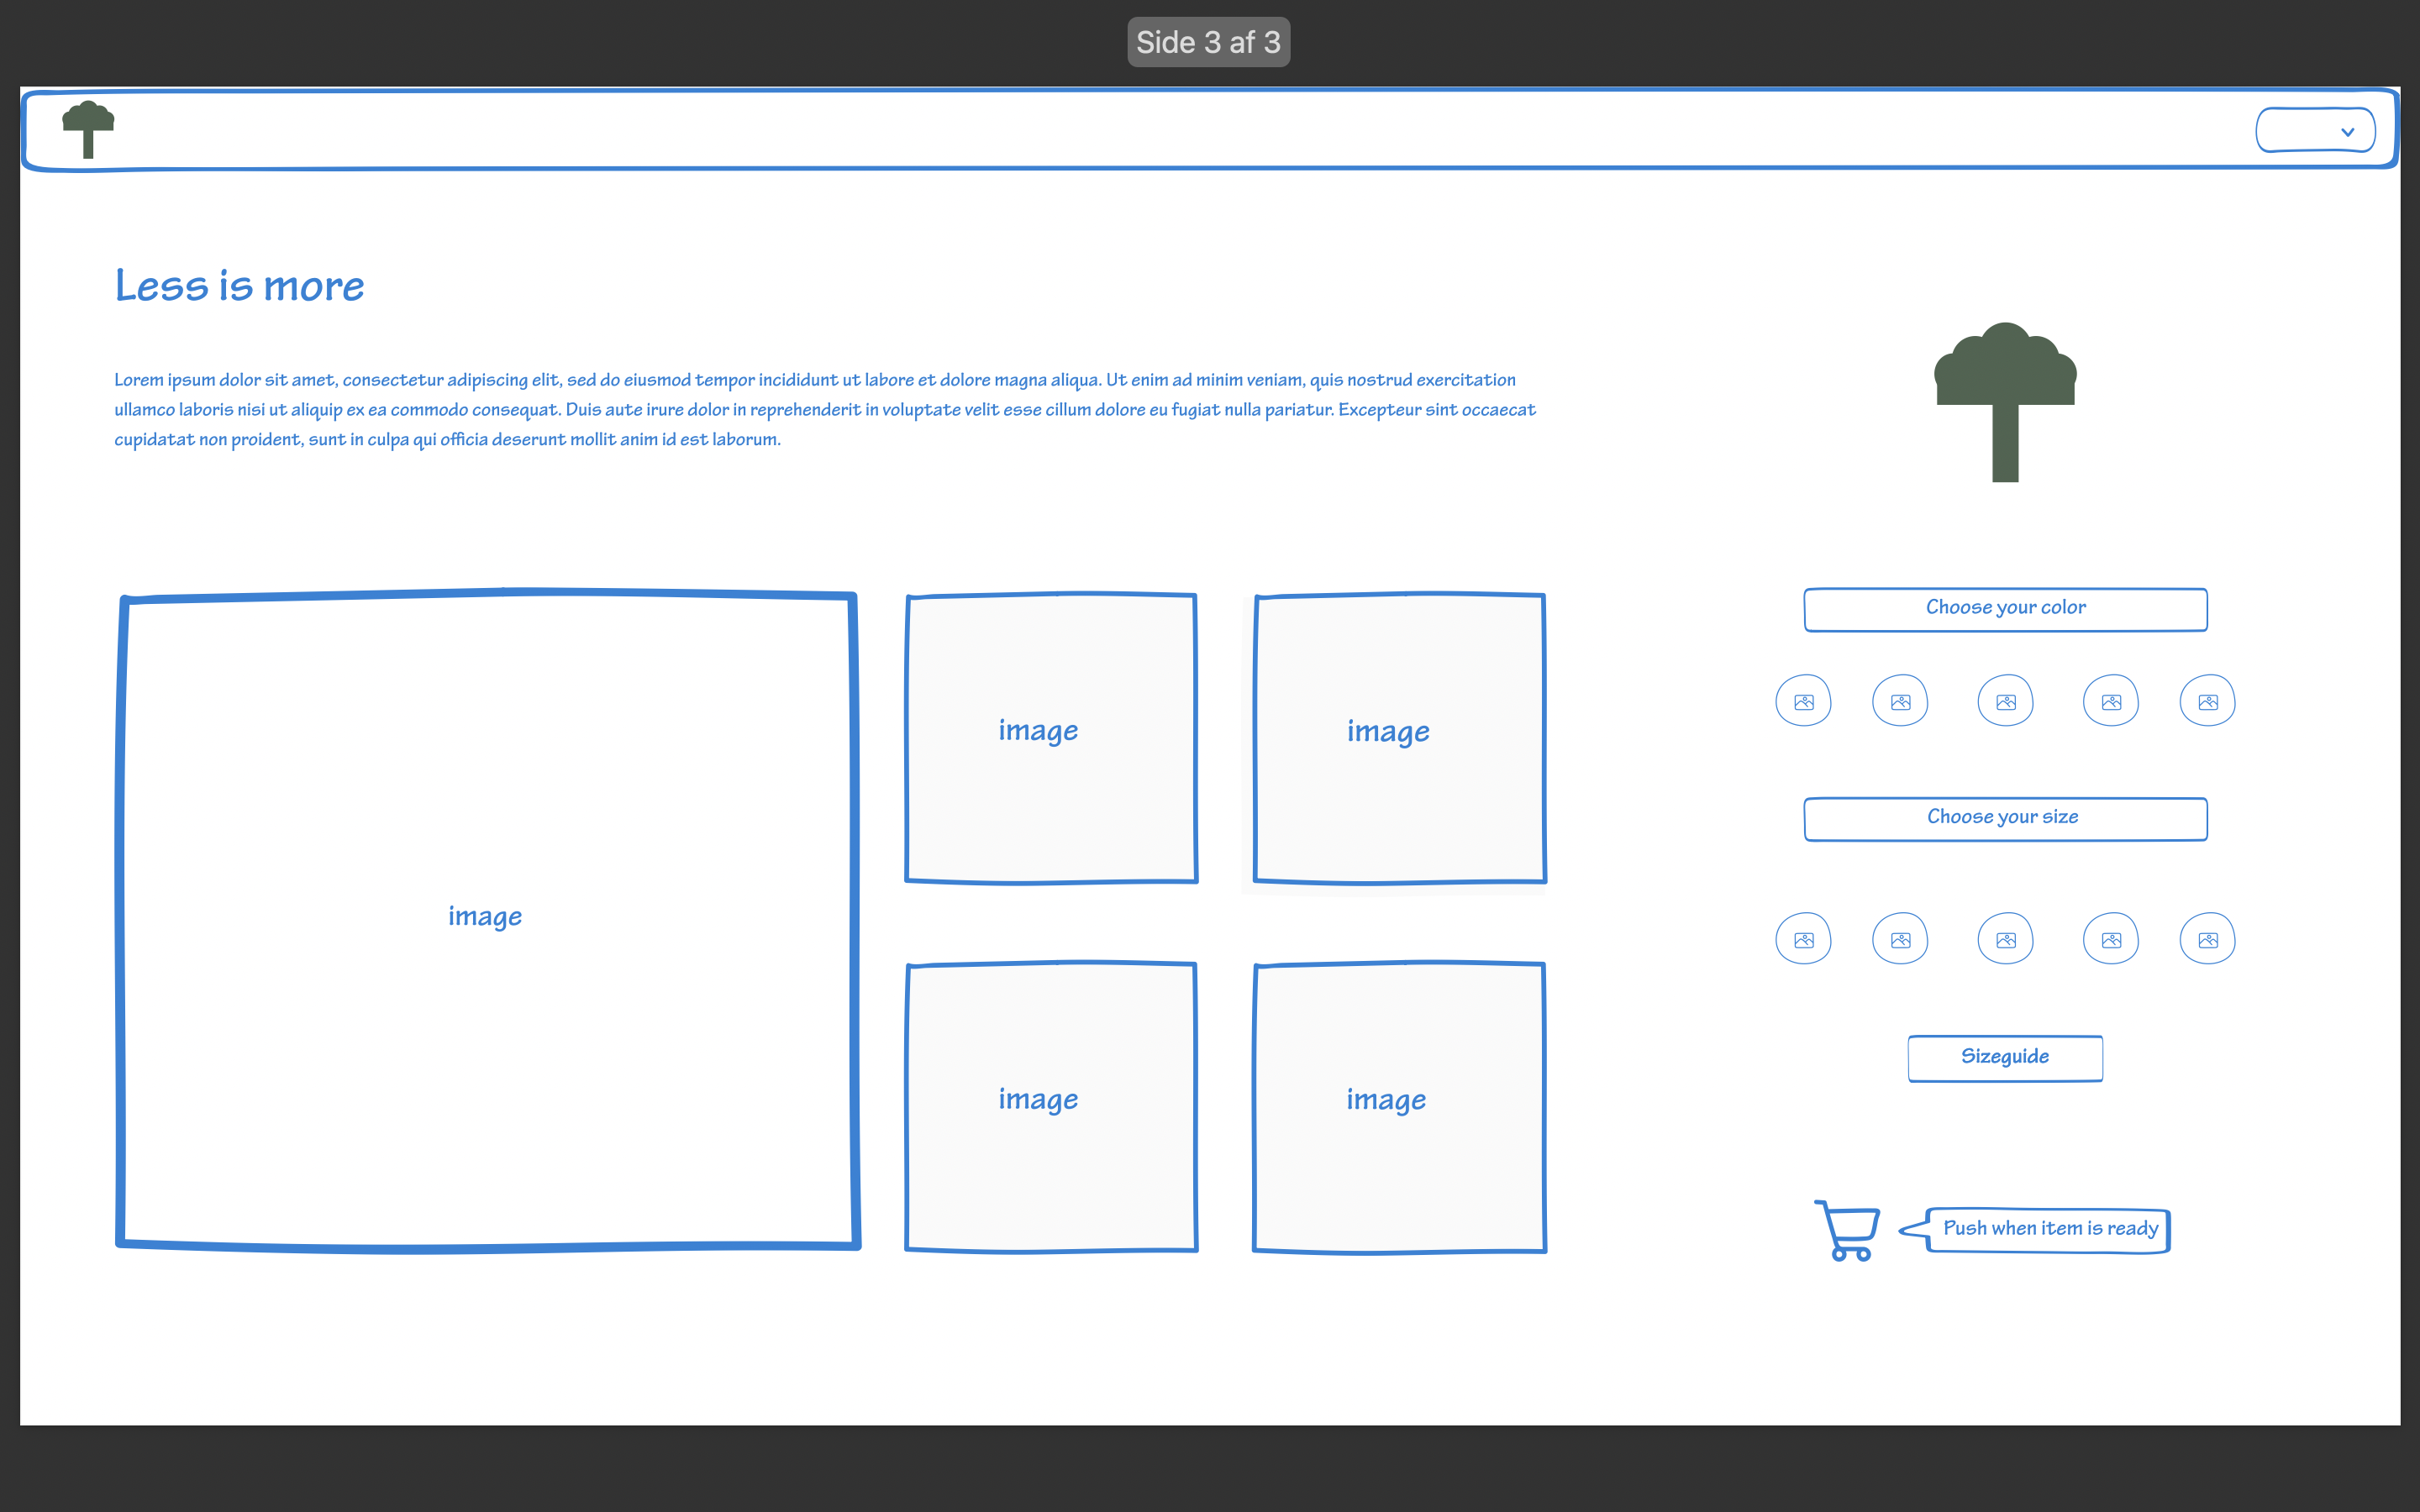 Side 3 af 3
Less is more
Lorem ipsum dolor sit amet, consectetur adipiscing elit, sed do eiusmod tempor incididunt ut labore et dolore magna aliqua. Ut enim ad minim veniam, quis nostrud exercitation
ullamco laboris nisi ut aliquip ex ea commodo consequat. Duis aute irure dolor in reprehenderit in voluptate velit esse cillum dolore eu fugiat nulla pariatur. Excepteur sint occaecat
cupidatat non proident, sunt in culpa qui officia deserunt mollit anim id est laborum.
image
image
image
image
image
Choose your color
Choose your size
Sizeguide
Push when item is ready